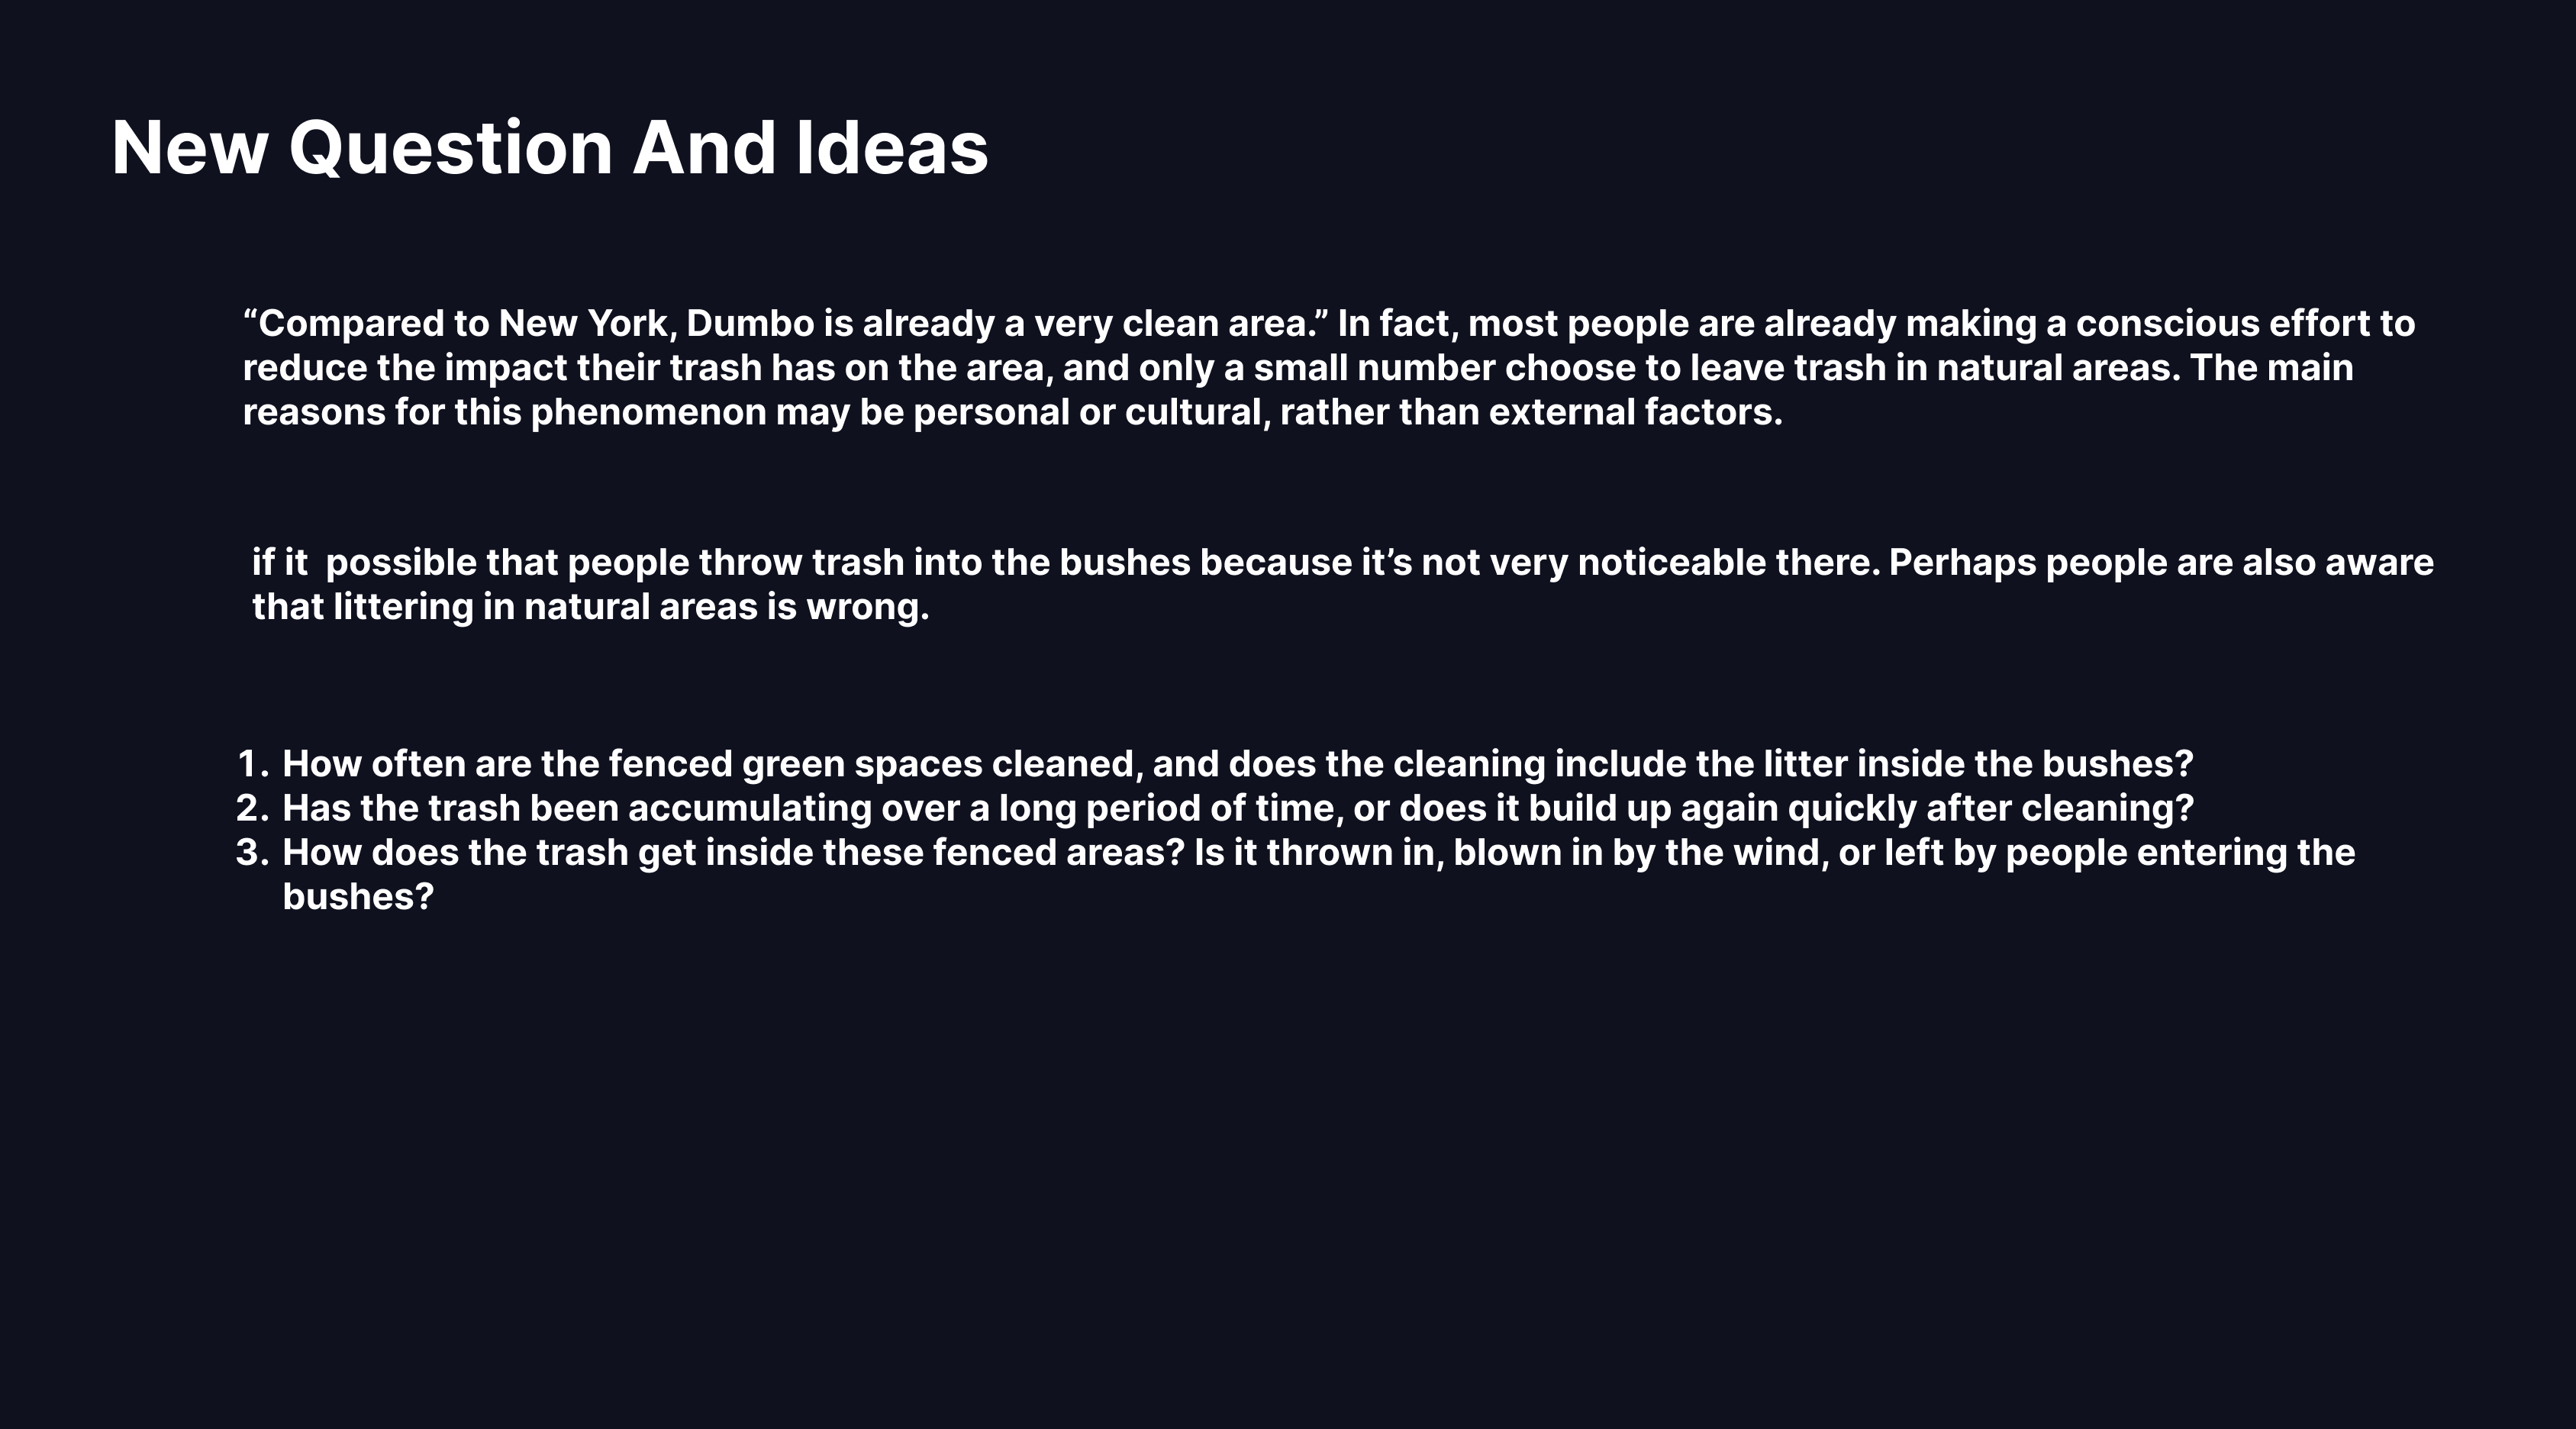 New Question And Ideas
“Compared to New York, Dumbo is already a very clean area.” In fact, most people are already making a conscious effort to
reduce the impact their trash has on the area, and only a small number choose to leave trash in natural areas. The main
reasons for this phenomenon may be personal or cultural, rather than external factors.
if it  possible that people throw trash into the bushes because it’s not very noticeable there. Perhaps people are also aware
that littering in natural areas is wrong.
1. How often are the fenced green spaces cleaned, and does the cleaning include the litter inside the bushes?
2. Has the trash been accumulating over a long period of time, or does it build up again quickly after cleaning?
3. How does the trash get inside these fenced areas? Is it thrown in, blown in by the wind, or left by people entering the
bushes?